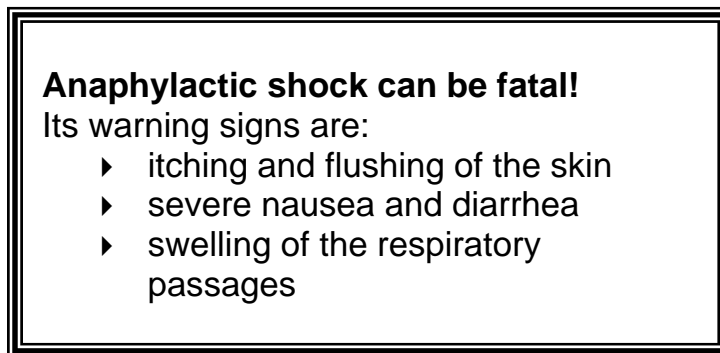 Anaphylactic shock can be fatal!
Its warning signs are:
‣ itching and flushing of the skin
‣ severe nausea and diarrhea
‣ swelling of the respiratory
passages